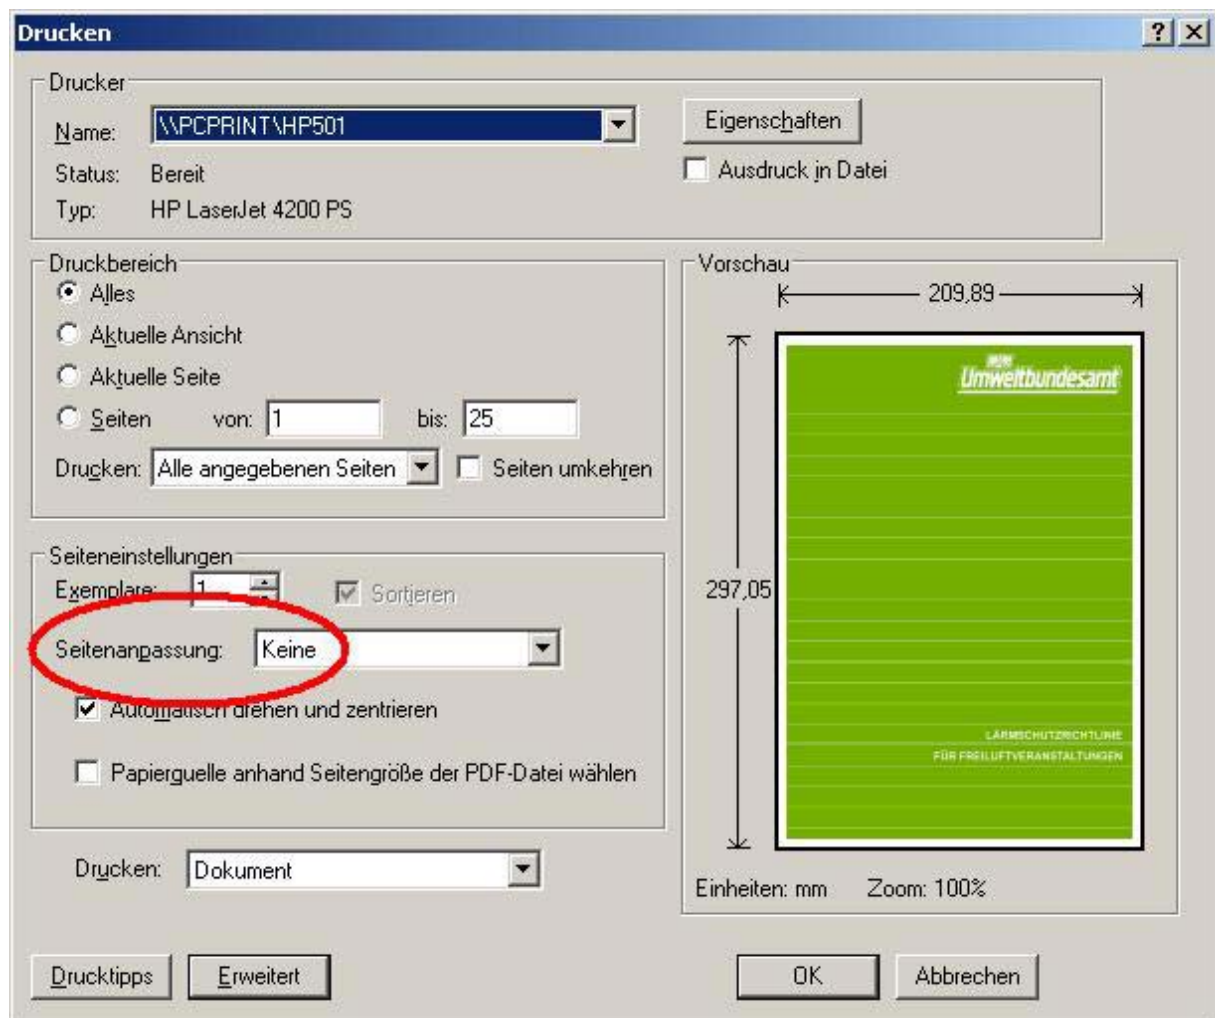 Drucken
Drucker
Name: \\PCPRINT\HP501
Eigenschaften
Status: Bereit
Ausdruck in Datei
Typ: HP LaserJet 4200 PS
Druckbereich
Alles
Aktuelle Ansicht
Aktuelle Seite
Seiten von: 1 bis: 25
Drucken: Alle angegebenen Seiten Seiten umkehren
Seiteneinstellungen
Exemplare: 1 Sortieren
Seitenanpassung: Keine
Automatisch drehen und zentrieren
Papierquelle anhand Seitengröße der PDF-Datei wählen
Drucken: Dokument
Vorschau
209,89
297,05
Umweltbundesamt
LÄRMSCHUTZRICHTLINIE
FÜR FREILUFTVERANSTALTUNGEN
Einheiten: mm Zoom: 100%
Drucktipps Erweitert OK Abbrechen